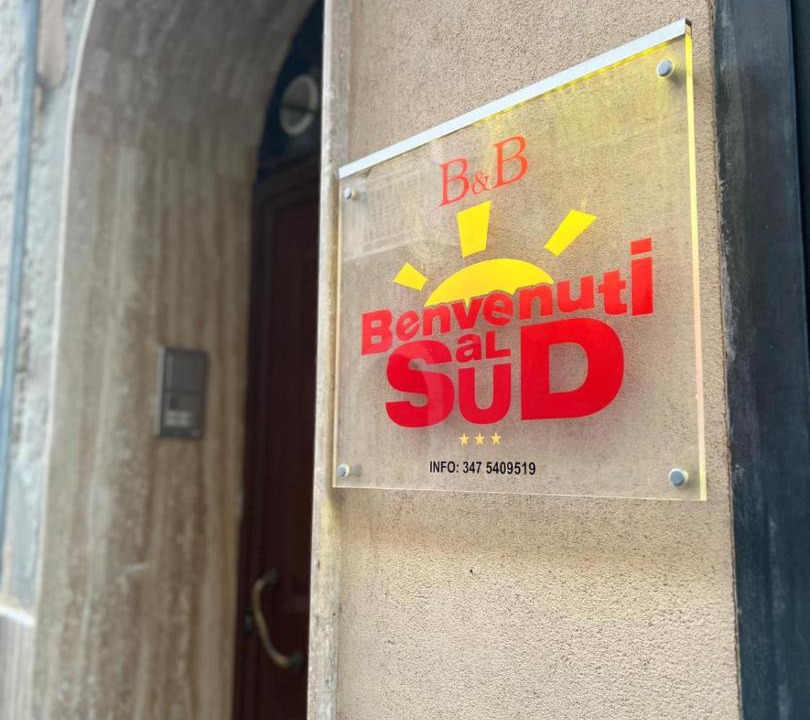 B&B
Benvenuti
aL
SUD
INFO: 347 5409519